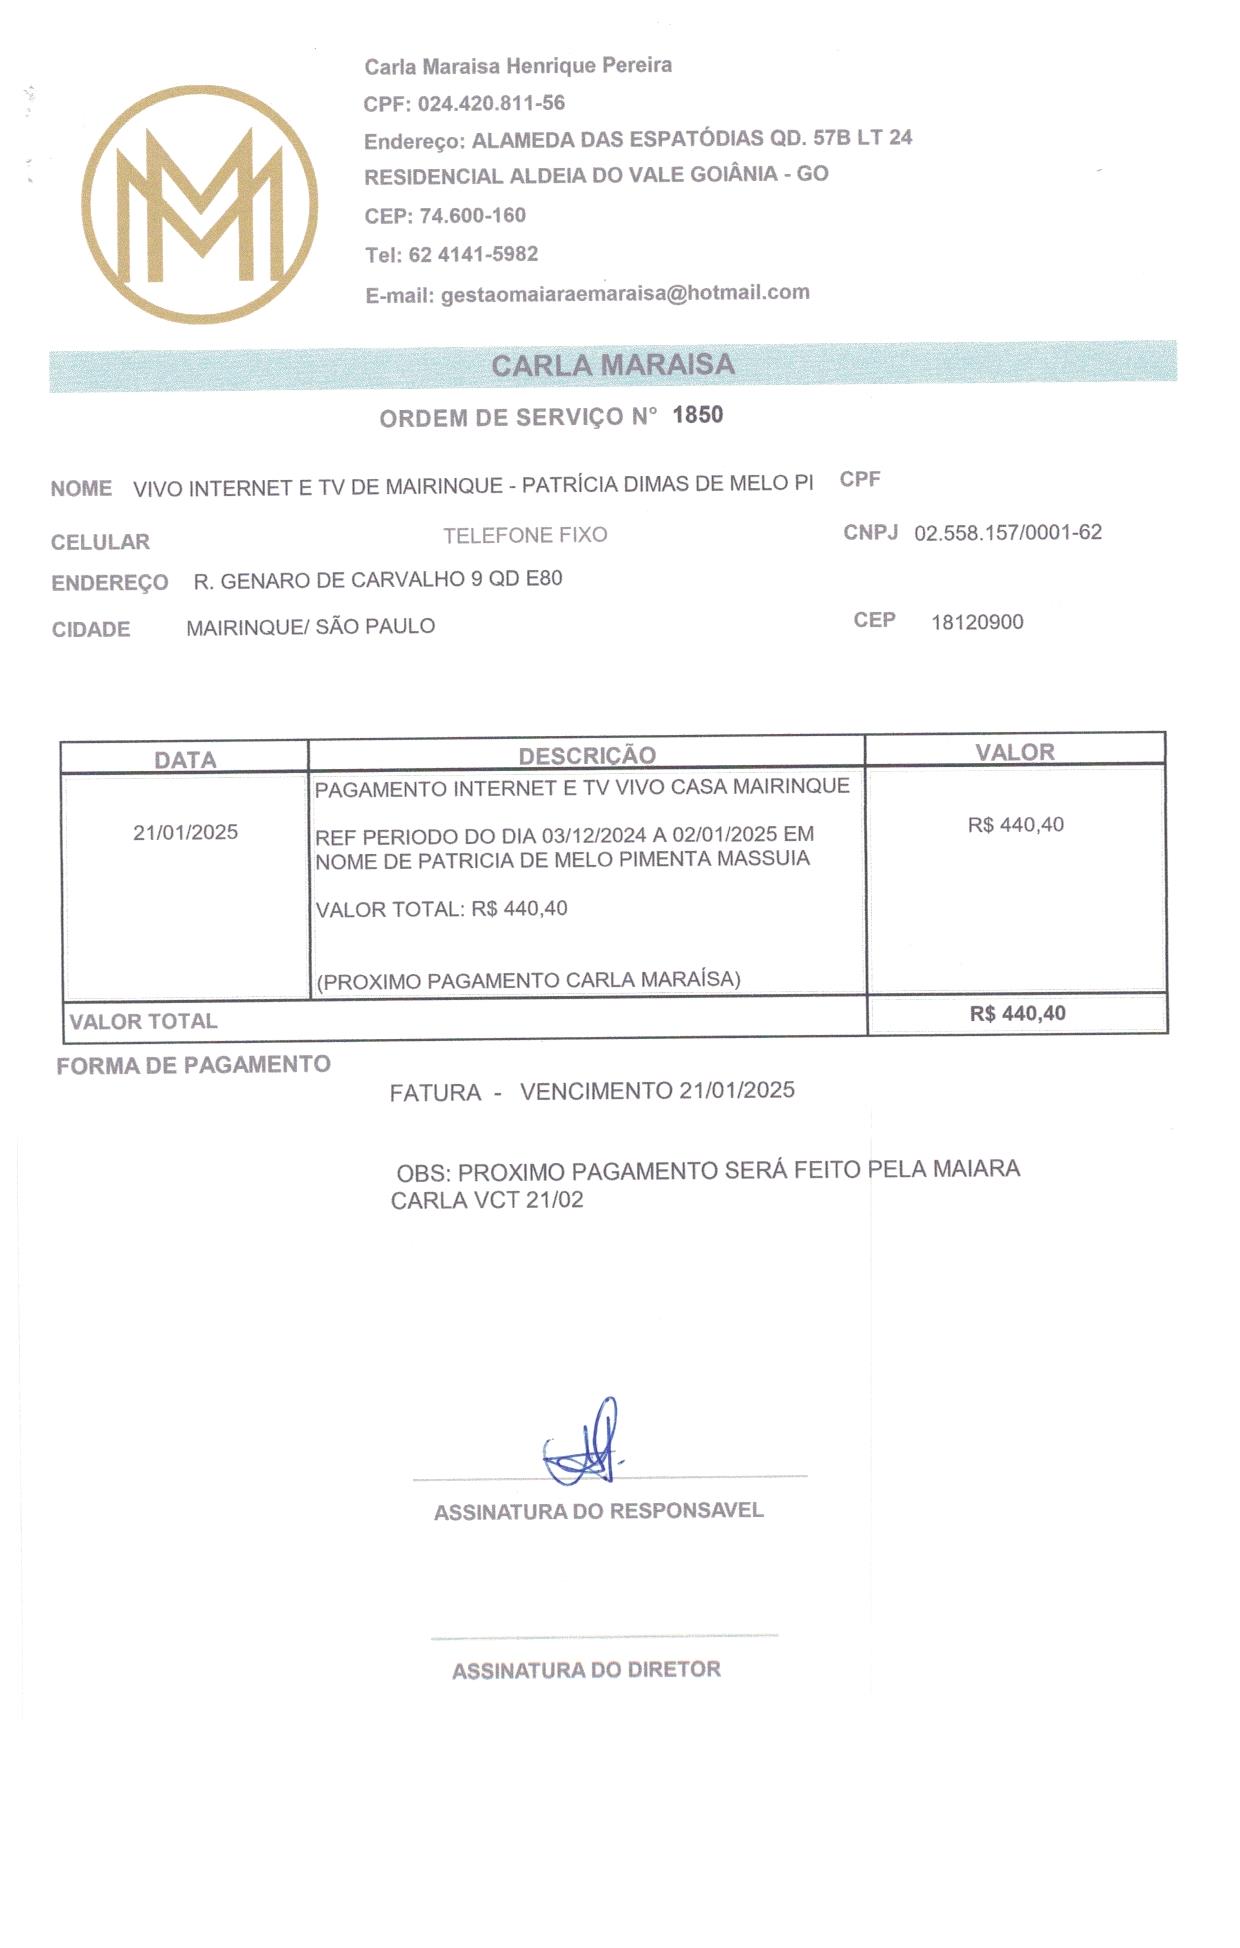 Carla Maraisa Henrique Pereira
CPF: 024.420.811-56
Endereço: ALAMEDA DAS ESPATÓDIAS QD. 57B LT 24
RESIDENCIAL ALDEIA DO VALE GOIÂNIA - GO
CEP: 74.600-160
Tel: 62 4141-5982
E-mail: gestaomaiaraemaraisa@hotmail.com
CARLA MARAISA
ORDEM DE SERVIÇO N° 1850
NOME VIVO INTERNET E TV DE MAIRINQUE - PATRÍCIA DIMAS DE MELO PI CPF
CELULAR TELEFONE FIXO CNPJ 02.558.157/0001-62
ENDEREÇO R. GENARO DE CARVALHO 9 QD E80
CIDADE MAIRINQUE/ SÃO PAULO CEP 18120900
DATA DESCRIÇÃO VALOR
PAGAMENTO INTERNET E TV VIVO CASA MAIRINQUE
21/01/2025 REF PERIODO DO DIA 03/12/2024 A 02/01/2025 EM R$ 440,40
NOME DE PATRICIA DE MELO PIMENTA MASSUIA
VALOR TOTAL: R$ 440,40
(PROXIMO PAGAMENTO CARLA MARAÍSA)
VALOR TOTAL R$ 440,40
FORMA DE PAGAMENTO
FATURA - VENCIMENTO 21/01/2025
OBS: PROXIMO PAGAMENTO SERÁ FEITO PELA MAIARA
CARLA VCT 21/02
ASSINATURA DO RESPONSAVEL
ASSINATURA DO DIRETOR